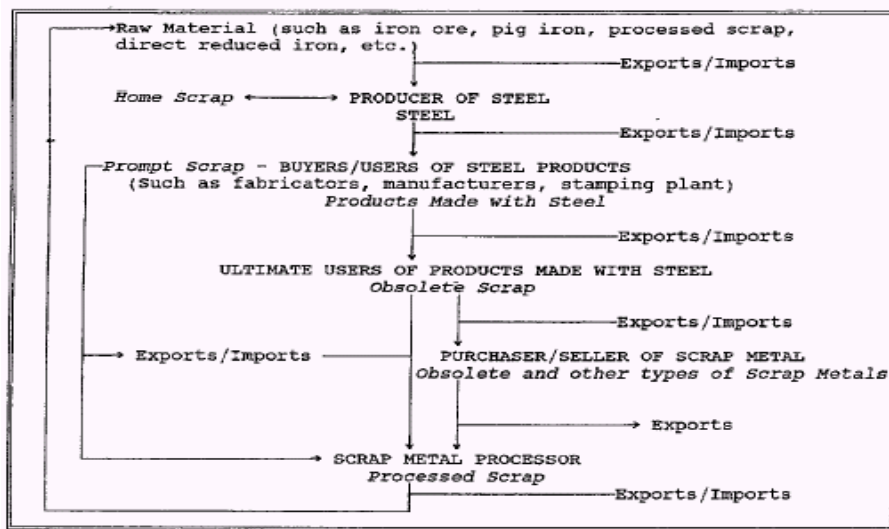 Raw Material (such as iron ore, pig iron, processed scrap,
direct reduced iron, etc.)
Exports/Imports
Home Scrap
PRODUCER OF STEEL
STEEL
Exports/Imports
Prompt Scrap - BUYERS/USERS OF STEEL PRODUCTS
(Such as fabricators, manufacturers, stamping plant)
Products Made with Steel
Exports/Imports
ULTIMATE USERS OF PRODUCTS MADE WITH STEEL
Obsolete Scrap
Exports/Imports
Exports/Imports
PURCHASER/SELLER OF SCRAP METAL
Obsolete and other types of Scrap Metals
Exports
SCRAP METAL PROCESSOR
Processed Scrap
Exports/Imports